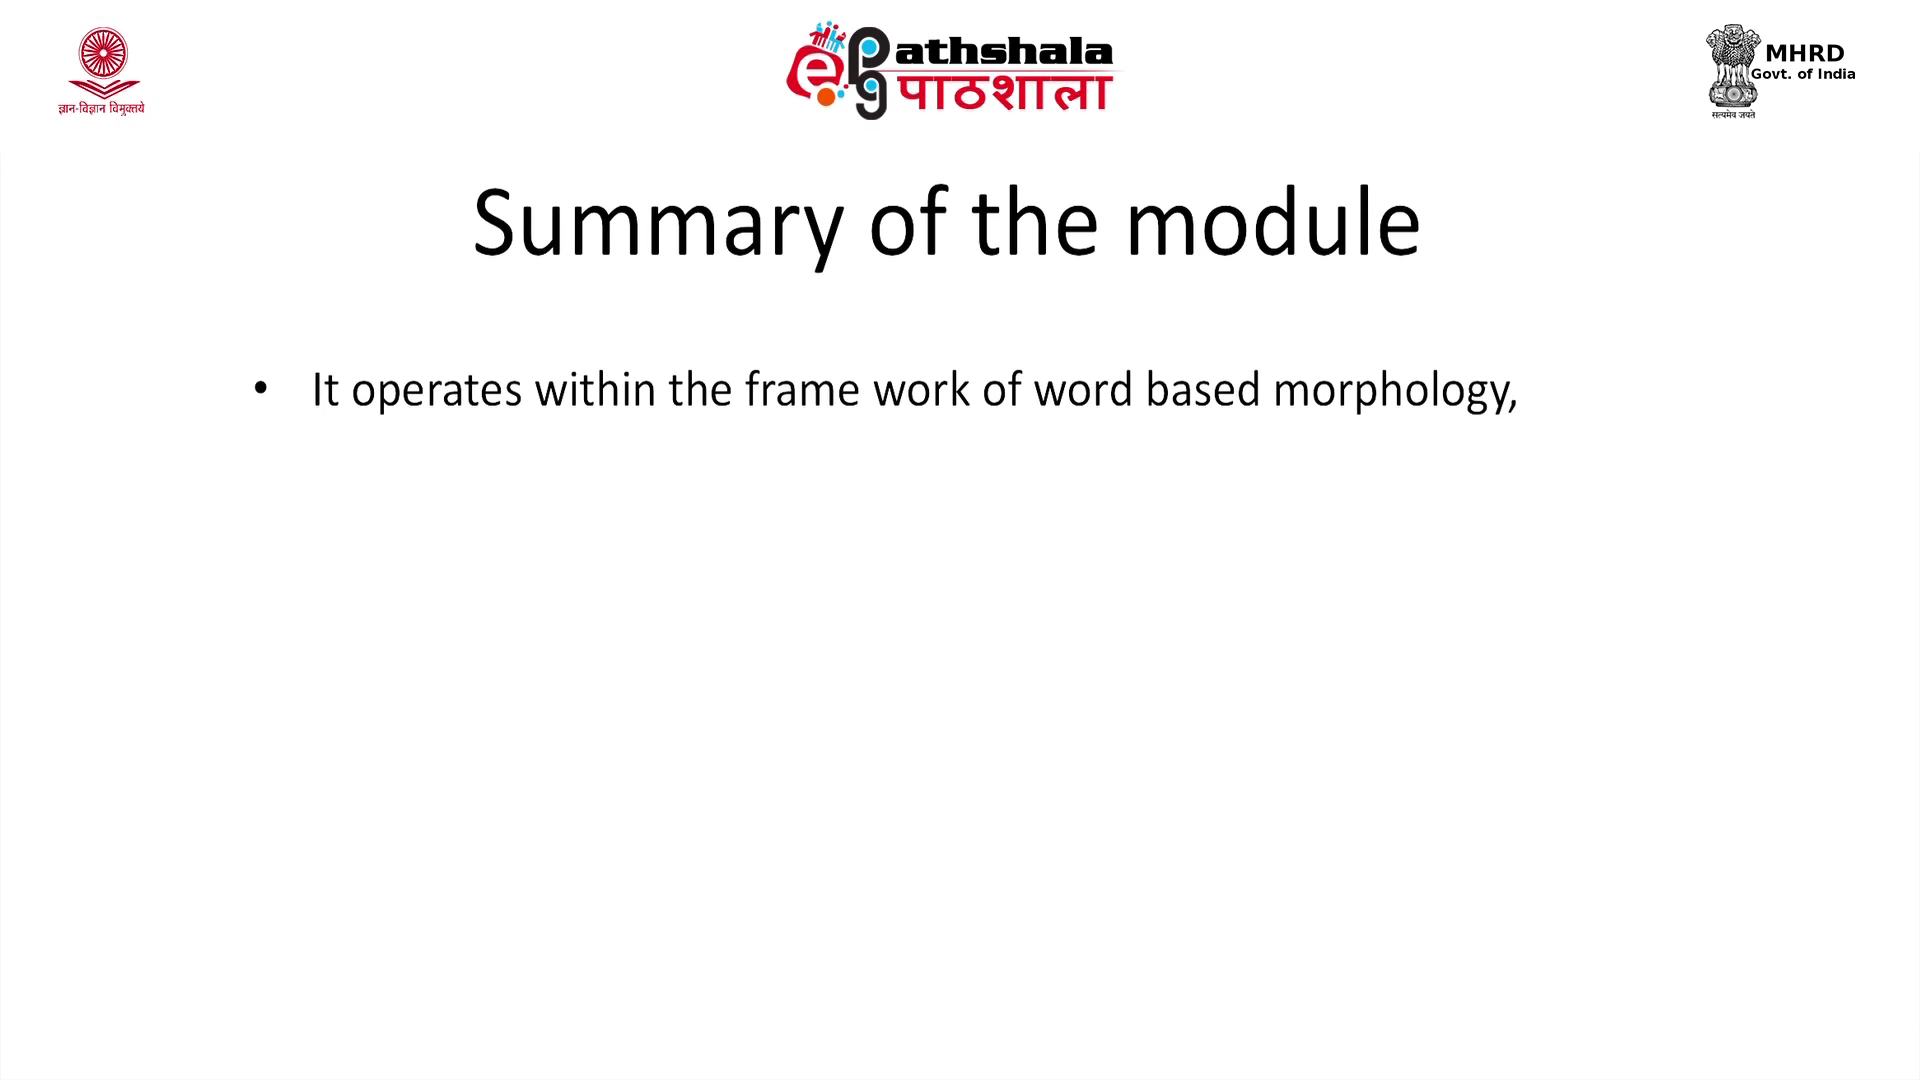 ज्ञान-विज्ञान विमुक्तये
e Pg athshala
पाठशाला
MHRD
Govt. of India
सत्यमेव जयते
Summary of the module
• It operates within the frame work of word based morphology,